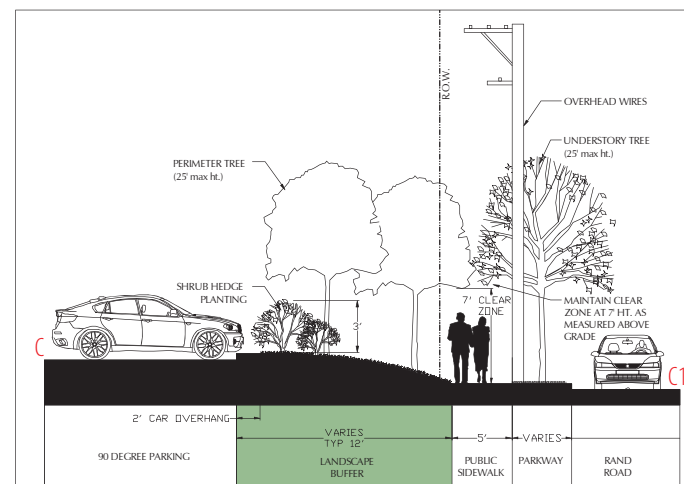 R.O.W.
OVERHEAD WIRES
UNDERSTORY TREE
(25' max ht.)
PERIMETER TREE
(25' max ht.)
SHRUB HEDGE
PLANTING
3'
7' CLEAR
ZONE
MAINTAIN CLEAR
ZONE AT 7' HT. AS
MEASURED ABOVE
GRADE
C
C1
2' CAR OVERHANG
VARIES
TYP 12'
5'
VARIES
90 DEGREE PARKING
LANDSCAPE
BUFFER
PUBLIC
SIDEWALK
PARKWAY
RAND
ROAD